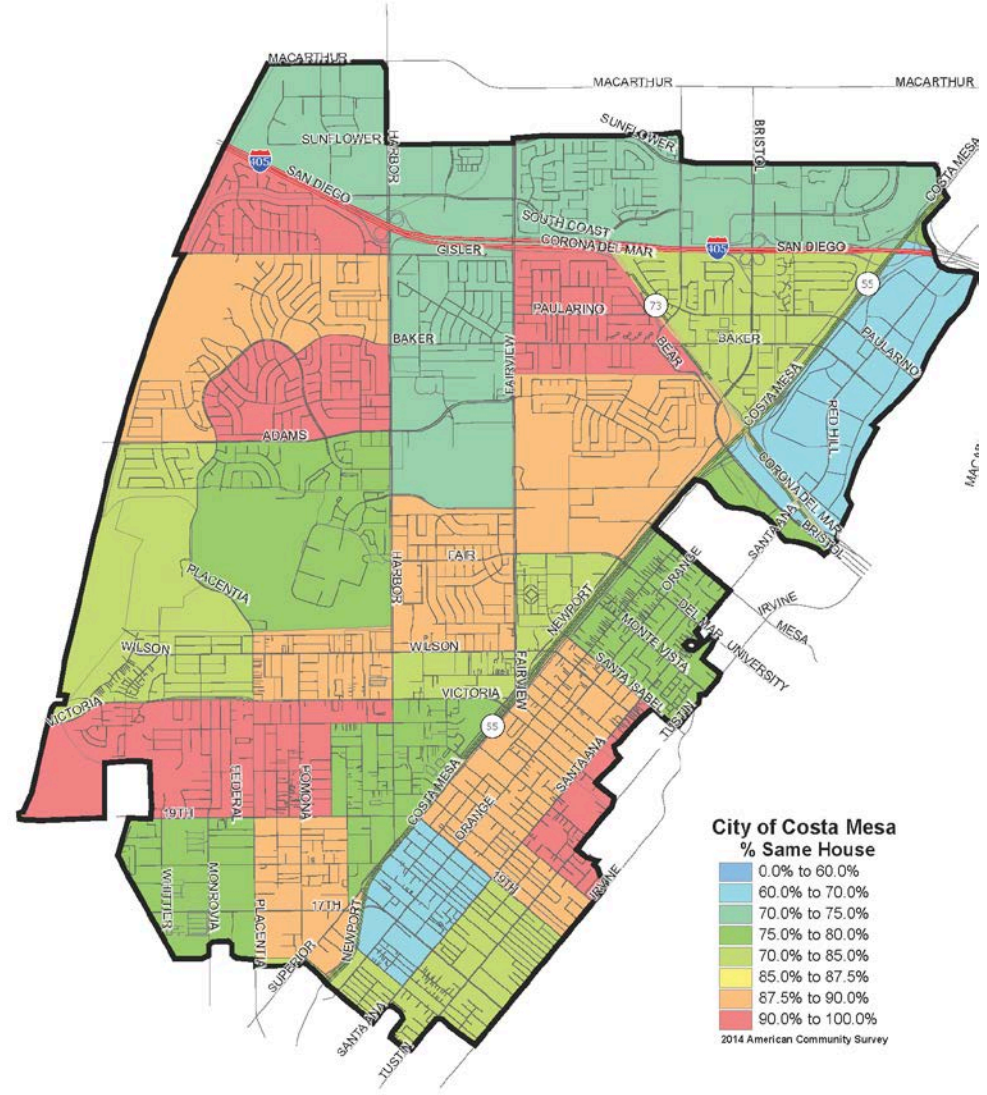 MACARTHUR
MACARTHUR
MACARTHUR
SUNFLOWER
SUNFLOWER
HARBOR
BRISTOL
COSTA MESA
405
SAN DIEGO
SOUTH COAST
CORONA DEL MAR
GISLER
405
SAN DIEGO
55
PAULARINO
73
BAKER
FAIRVIEW
BEAR
BAKER
PAULARINO
COSTA MESA
RED HILL
ADAMS
CORONA DEL MAR
BRISTOL
SANTA ANA
MACAR
PLACENTIA
HARBOR
FAIR
NEWPORT
ORANGE
DEL MAR
IRVINE
MESA
UNIVERSITY
MONTE VISTA
WILSON
WILSON
FAIRVIEW
SANTA ISABEL
TUSTIN
VICTORIA
VICTORIA
55
SANTA ANA
COSTA MESA
ORANGE
FEDERAL
POMONA
19TH
19TH
IRVINE
WHITTIER
MONROVIA
PLACENTIA
17TH
NEWPORT
SUPERIOR
SANTA ANA
TUSTIN
City of Costa Mesa
% Same House
0.0% to 60.0%
60.0% to 70.0%
70.0% to 75.0%
75.0% to 80.0%
70.0% to 85.0%
85.0% to 87.5%
87.5% to 90.0%
90.0% to 100.0%
2014 American Community Survey